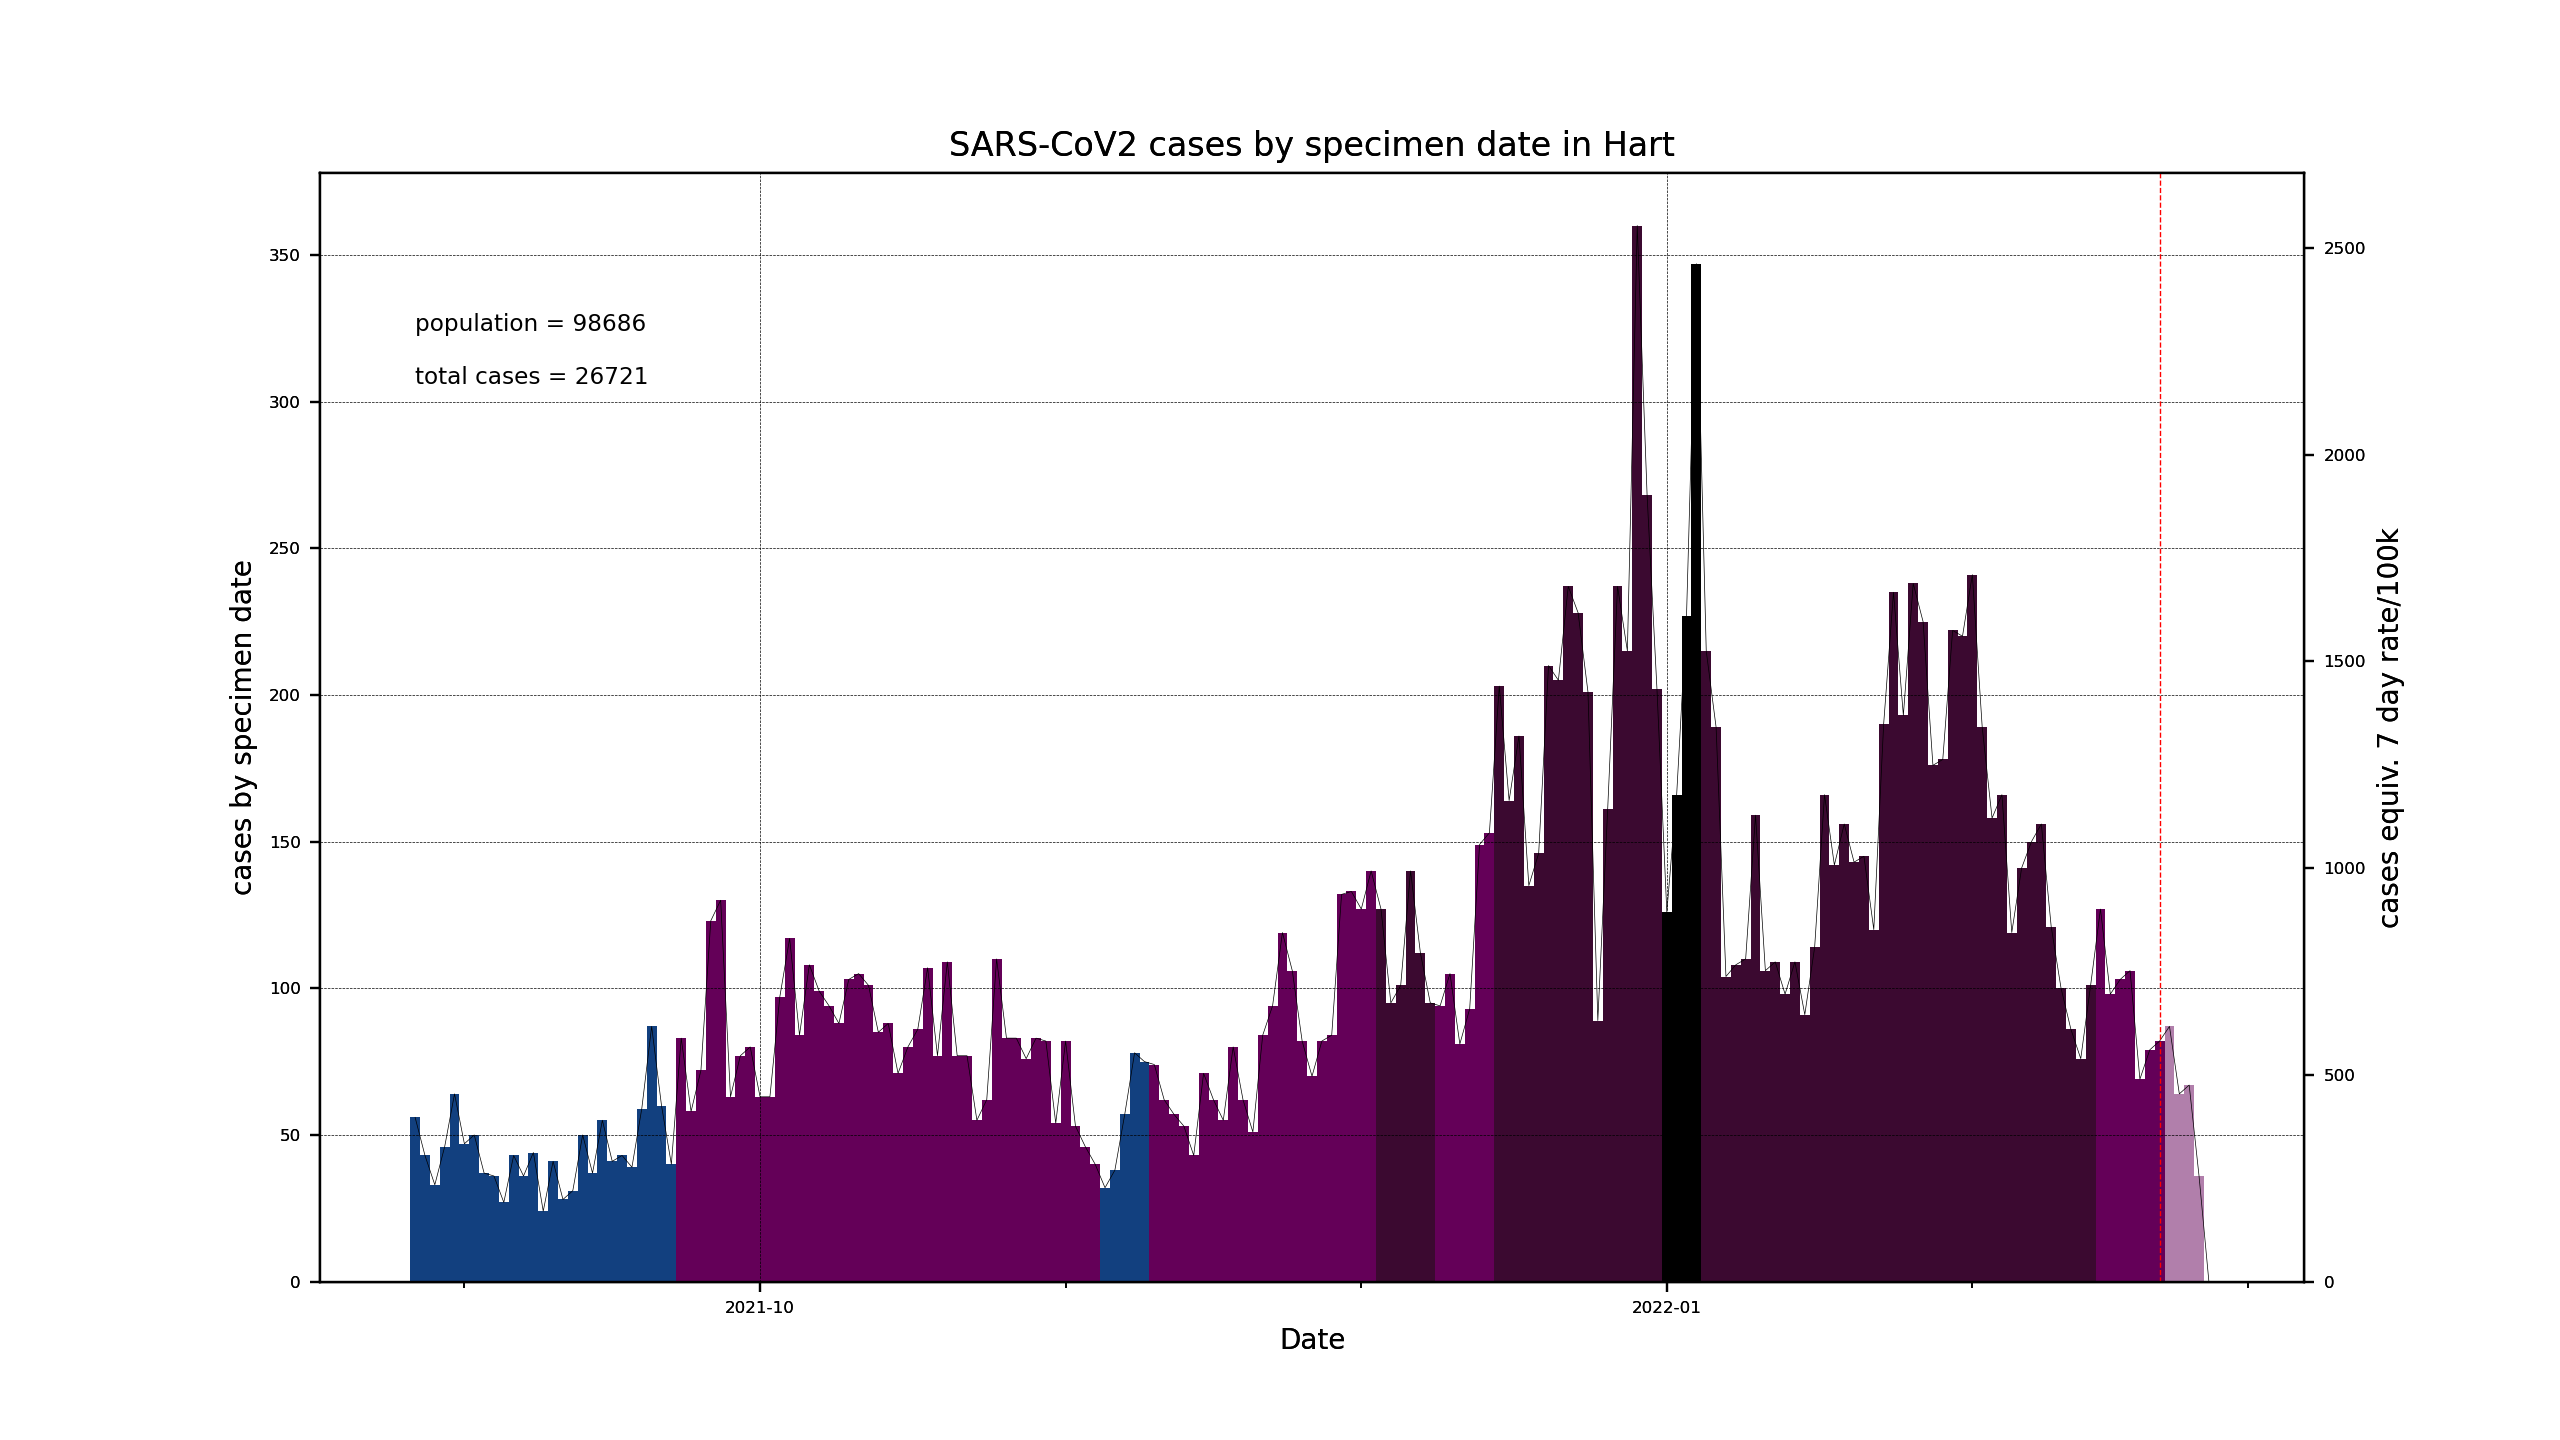 SARS-CoV2 cases by specimen date in Hart
population = 98686
total cases = 26721
cases by specimen date
350
300
250
200
150
100
50
0
2500
2000
1500
1000
500
0
cases equiv. 7 day rate/100k
2021-10
2022-01
Date